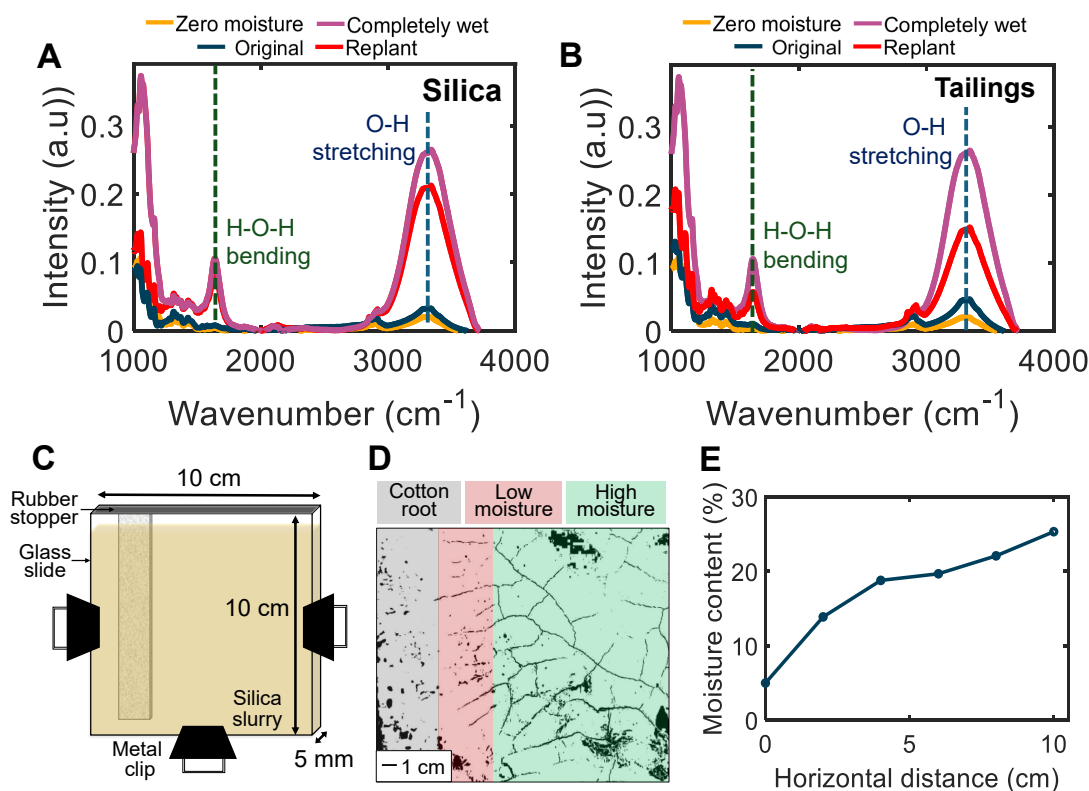 Zero moisture Completely wet
Original Replant
A
Silica
O-H
stretching
H-O-H
bending
Intensity (a.u))
0.3
0.2
0.1
0
1000 2000 3000 4000
Wavenumber (cm-1)
Zero moisture Completely wet
Original Replant
B
Tailings
O-H
stretching
H-O-H
bending
Intensity (a.u))
0.3
0.2
0.1
0
1000 2000 3000 4000
Wavenumber (cm-1)
C
10 cm
Rubber
stopper
Glass
slide
10 cm
Silica
slurry
Metal
clip
5 mm
D
Cotton
root
Low
moisture
High
moisture
1 cm
E
Moisture content (%)
30
20
10
0
0 5 10
Horizontal distance (cm)